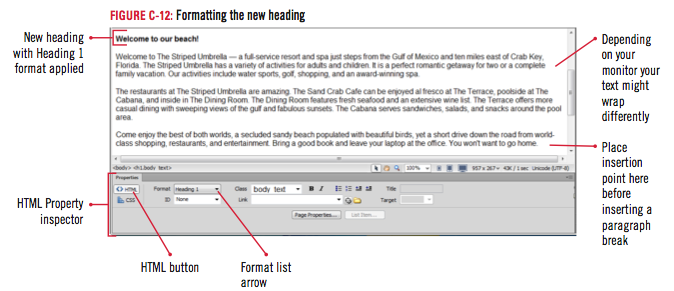 FIGURE C-12: Formatting the new heading
New heading
with Heading 1
format applied
Welcome to our beach!
Welcome to The Striped Umbrella — a full-service resort and spa just steps from the Gulf of Mexico and ten miles east of Crab Key,
Florida. The Striped Umbrella has a variety of activities for adults and children. It is a perfect romantic getaway for two or a complete
family vacation. Our activities include water sports, golf, shopping, and an award-winning spa.
The restaurants at The Striped Umbrella are amazing. The Sand Crab Cafe can be enjoyed al fresco at The Terrace, poolside at The
Cabana, and inside in The Dining Room. The Dining Room features fresh seafood and an extensive wine list. The Terrace offers more
casual dining with sweeping views of the gulf and fabulous sunsets. The Cabana serves sandwiches, salads, and snacks around the pool
area.
Come enjoy the best of both worlds, a secluded sandy beach populated with beautiful birds, yet a short drive down the road from world-
class shopping, restaurants, and entertainment. Bring a good book and leave your laptop at the office. You won't want to go home.
Depending
on your
monitor your
text might
wrap
differently
Place
insertion
point here
before
inserting a
paragraph
break
<body> <h1.body_text>
100%
957 x 267
43K / 1 sec Unicode (UTF-8)
HTML Property
inspector
Properties
<> HTML
Format Heading 1
Class body_text
B I
Title
CSS
ID None
Link
Target
Page Properties...
List Item...
HTML button
Format list
arrow